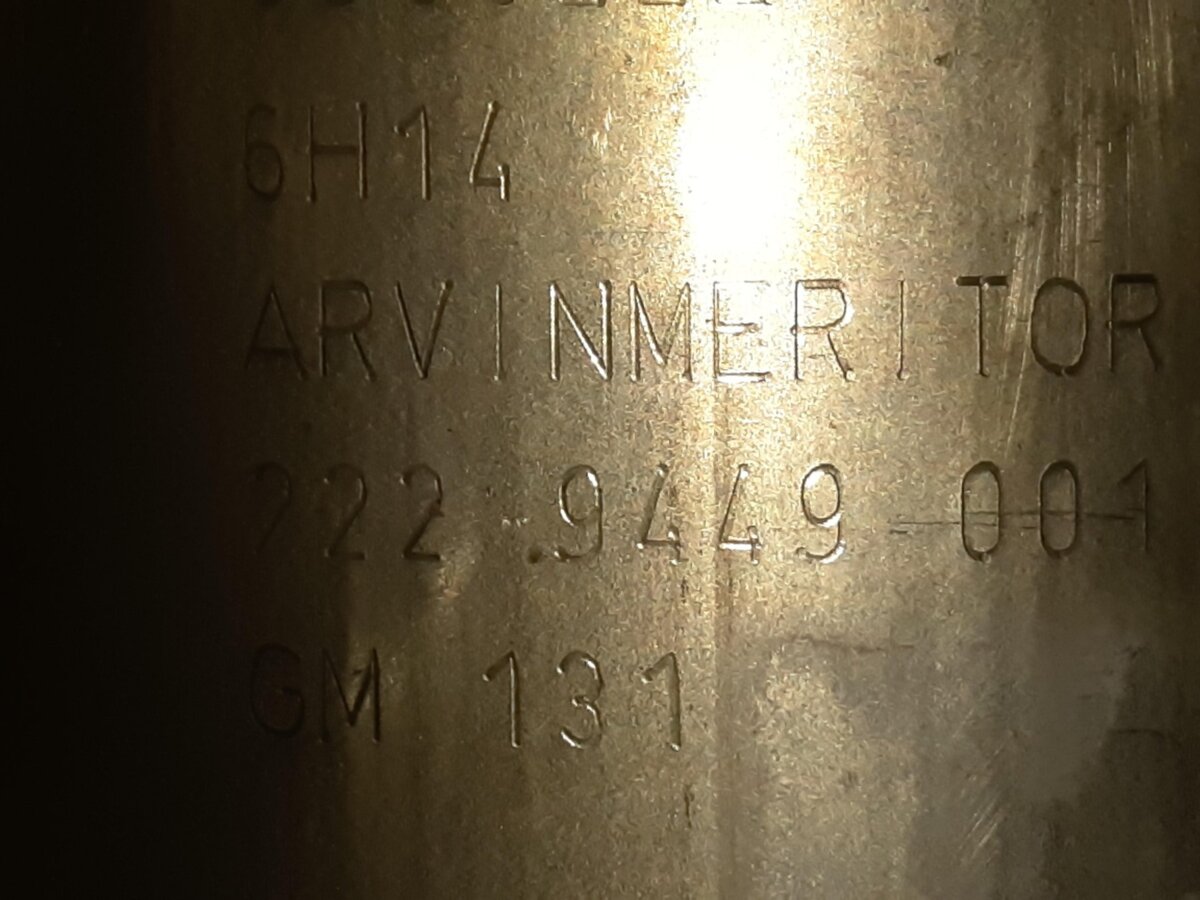 6H14
ARVINMERITOR
222 9449 001
GM 131